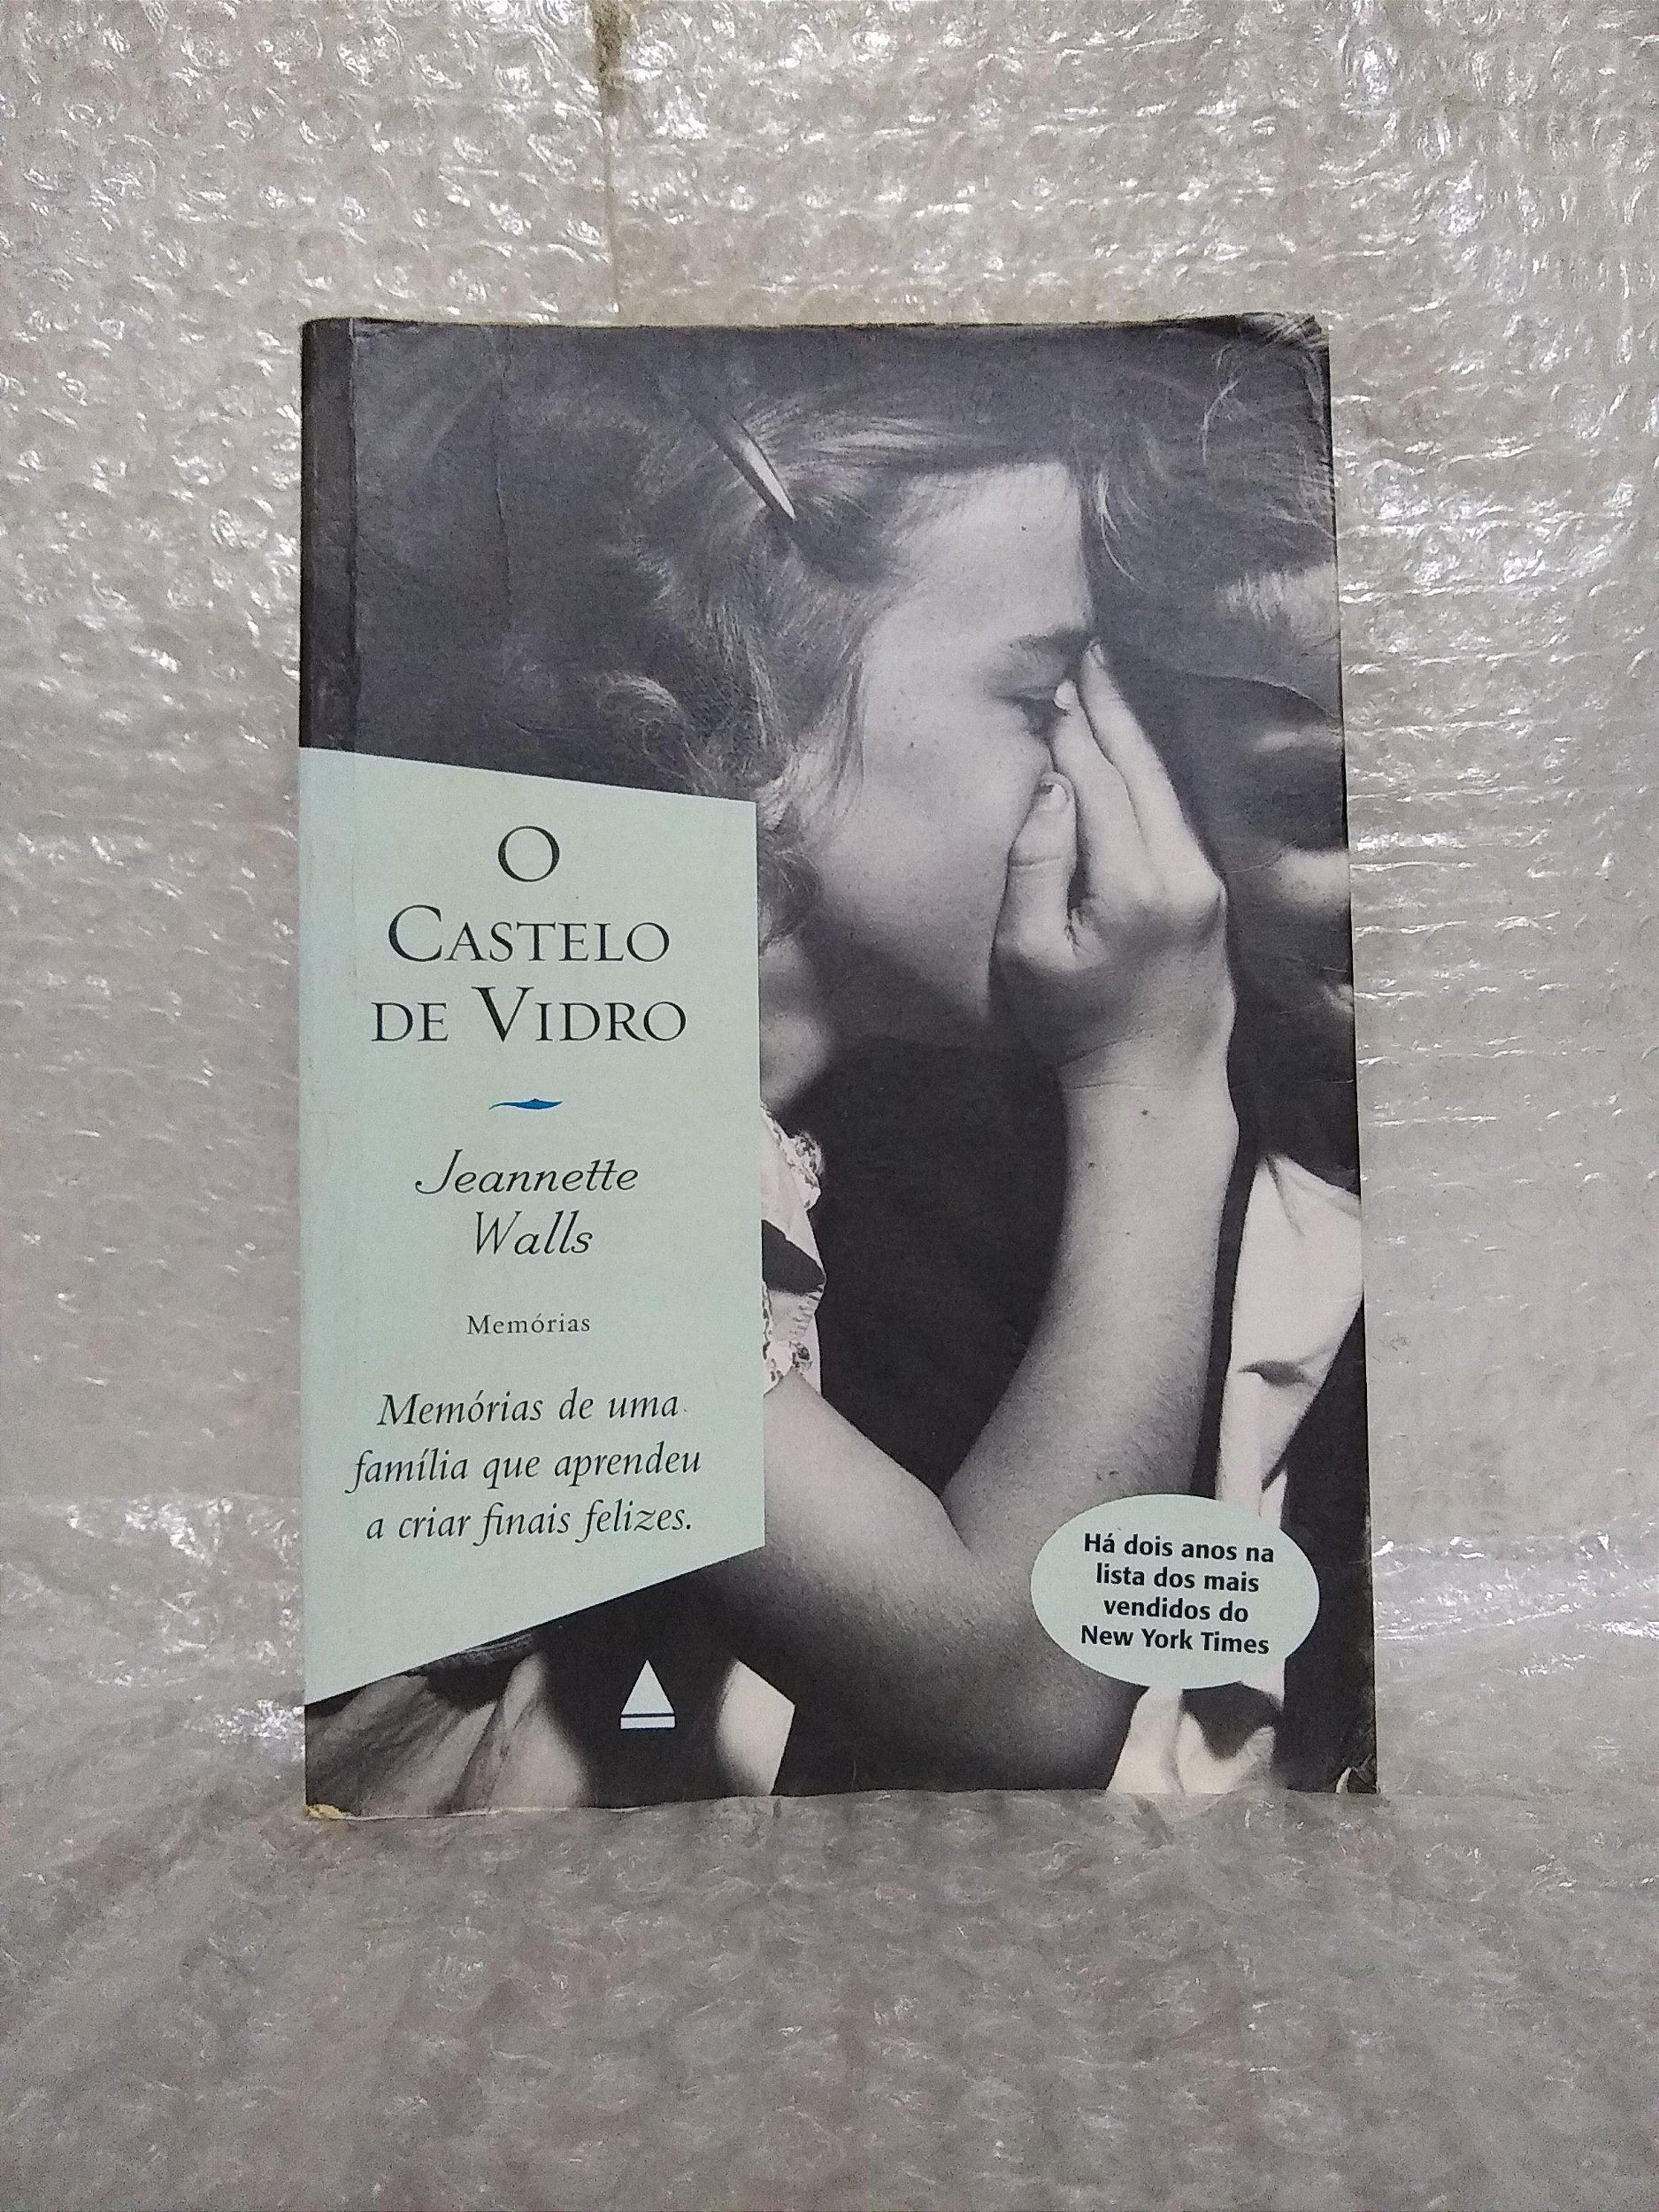 O
CASTELO
DE VIDRO
Jeannette
Walls
Memórias
Memórias de uma
família que aprendeu
a criar finais felizes.
Há dois anos na
lista dos mais
vendidos do
New York Times